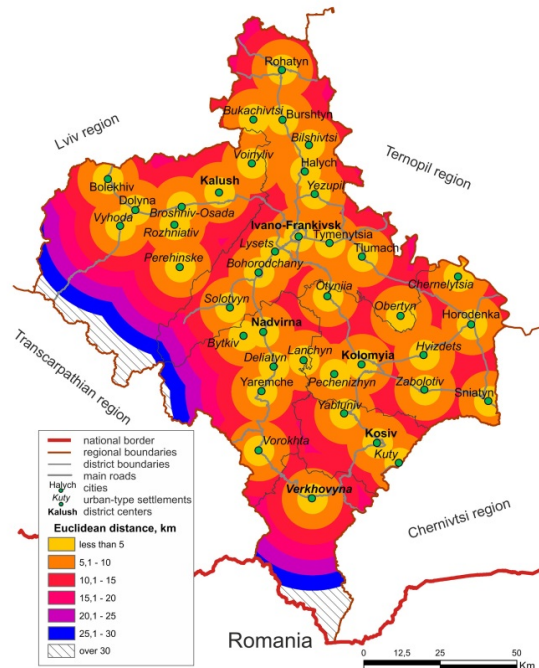 Rohatyn
Bukachivtsi
Burshtyn
Lviv region
Bilshivtsi
Ternopil region
Voinyliv
Halych
Bolekhiv
Kalush
Yezupil
Dolyna
Broshniv-Osada
Vyhoda
Rozhniativ
Ivano-Frankivsk
Tymenytsia
Lysets
Tlumach
Perehinske
Bohorodchany
Chernelytsia
Otyniia
Solotvyn
Obertyn
Horodenka
Nadvirna
Bytkiv
Lanchyn
Hvizdets
Deliatyn
Kolomyia
Transcarpathian region
Pechenizhyn
Yaremche
Zabolotiv
Sniatyn
Yabluniv
Kosiv
Vorokhta
Kuty
Verkhovyna
Chernivtsi region
national border
regional boundaries
district boundaries
main roads
Halych cities
Kuty urban-type settlements
Kalush district centers
Euclidean distance, km
less than 5
5,1 - 10
10,1 - 15
15,1 - 20
20,1 - 25
25,1 - 30
over 30
Romania
0 12,5 25 50
Km